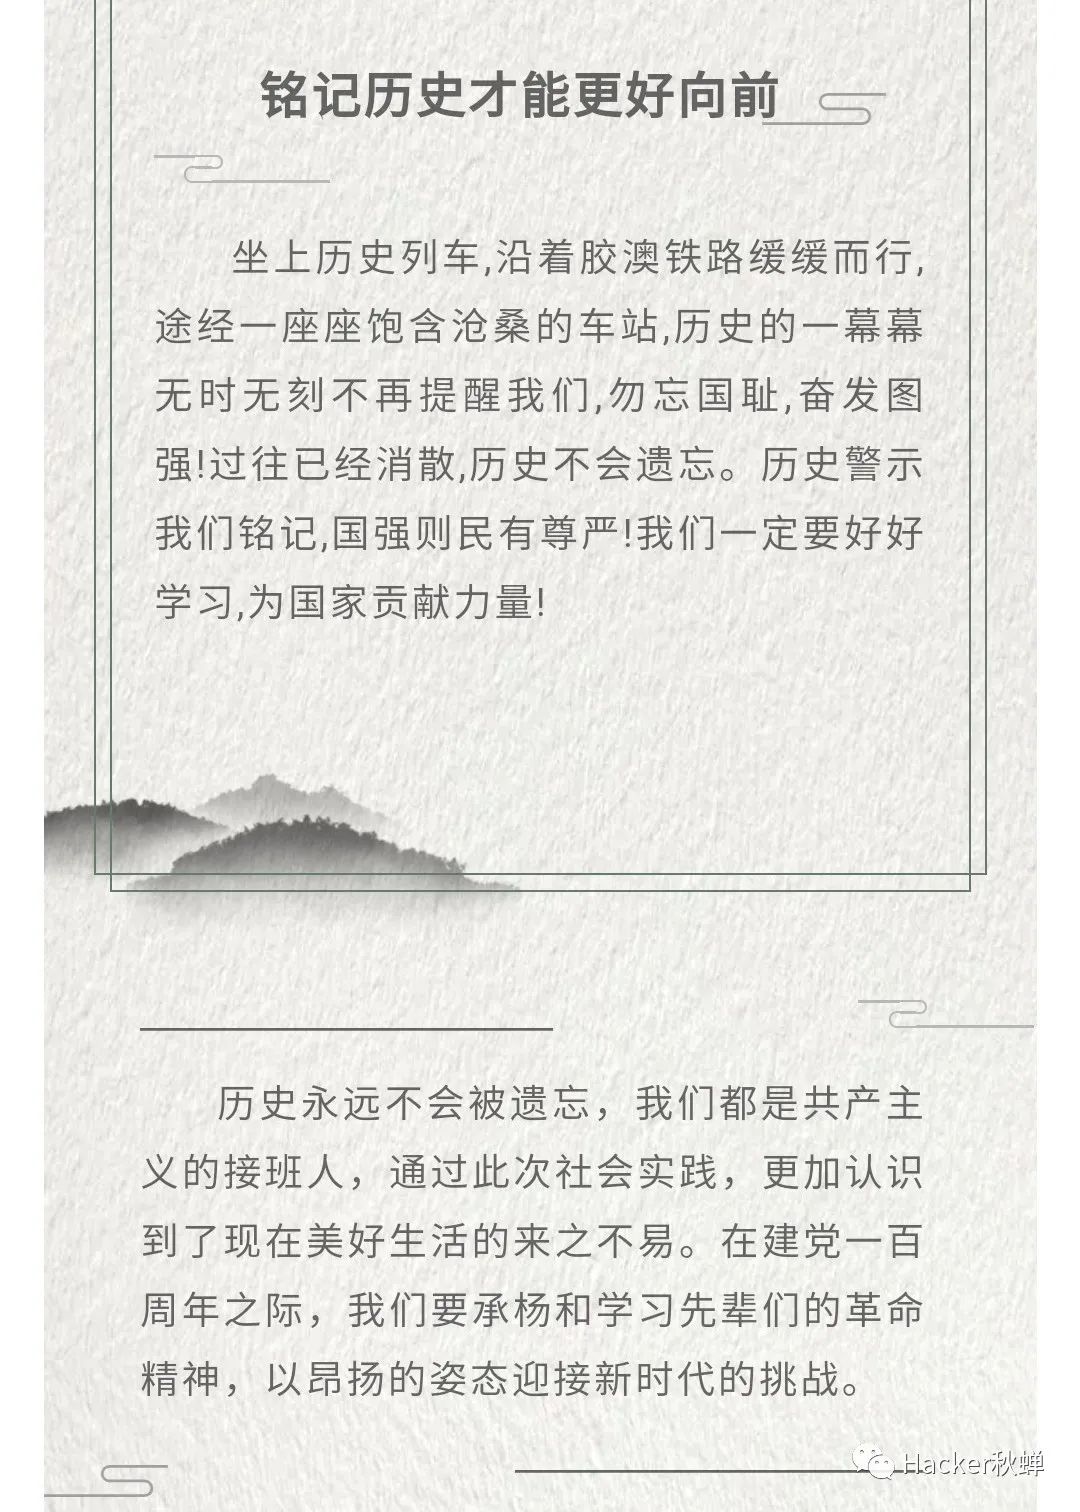 铭记历史才能更好向前
坐上历史列车,沿着胶澳铁路缓缓而行,
途经一座座饱含沧桑的车站,历史的一幕幕
无时无刻不再提醒我们,勿忘国耻,奋发图
强!过往已经消散,历史不会遗忘。历史警示
我们铭记,国强则民有尊严!我们一定要好好
学习,为国家贡献力量!
历史永远不会被遗忘，我们都是共产主
义的接班人，通过此次社会实践，更加认识
到了现在美好生活的来之不易。在建党一百
周年之际，我们要承杨和学习先辈们的革命
精神，以昂扬的姿态迎接新时代的挑战。
Hacker秋蝉